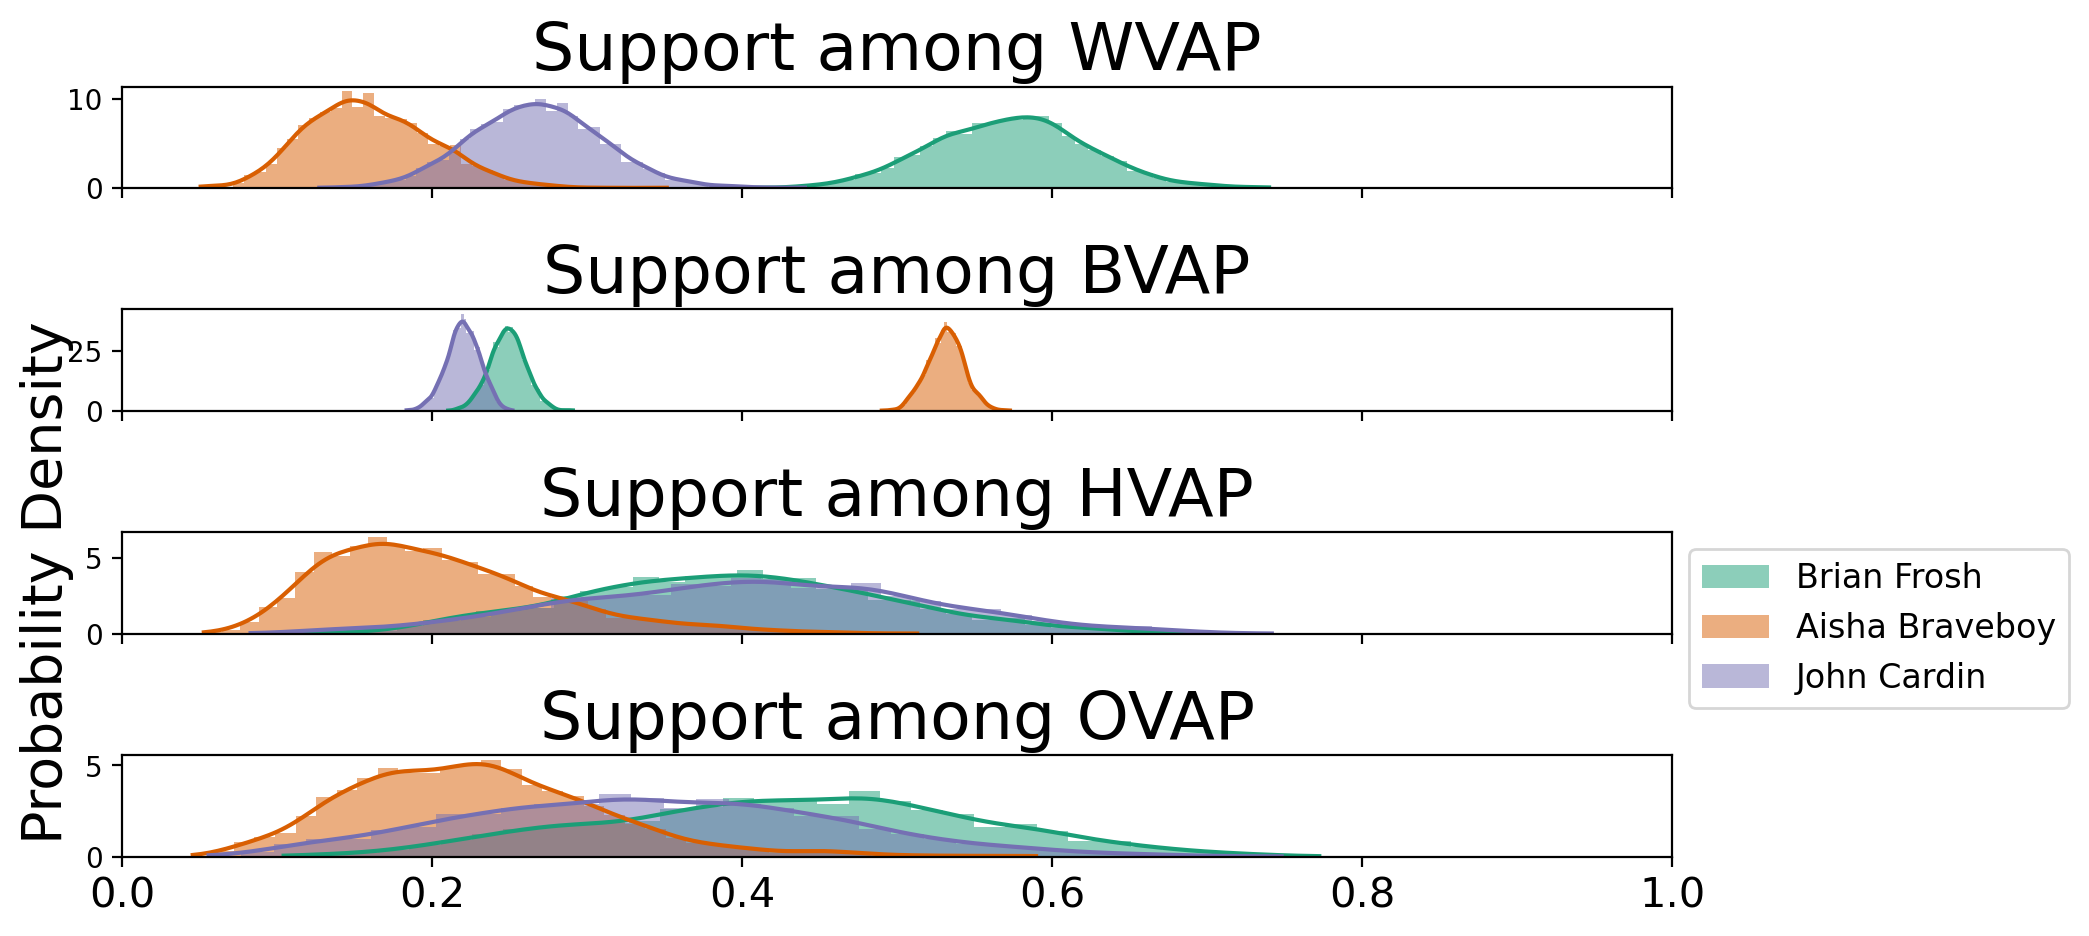 Support among WVAP
10
0
Support among BVAP
25
0
Probability Density
Support among HVAP
5
0
Brian Frosh
Aisha Braveboy
John Cardin
Support among OVAP
5
0
0.0 0.2 0.4 0.6 0.8 1.0